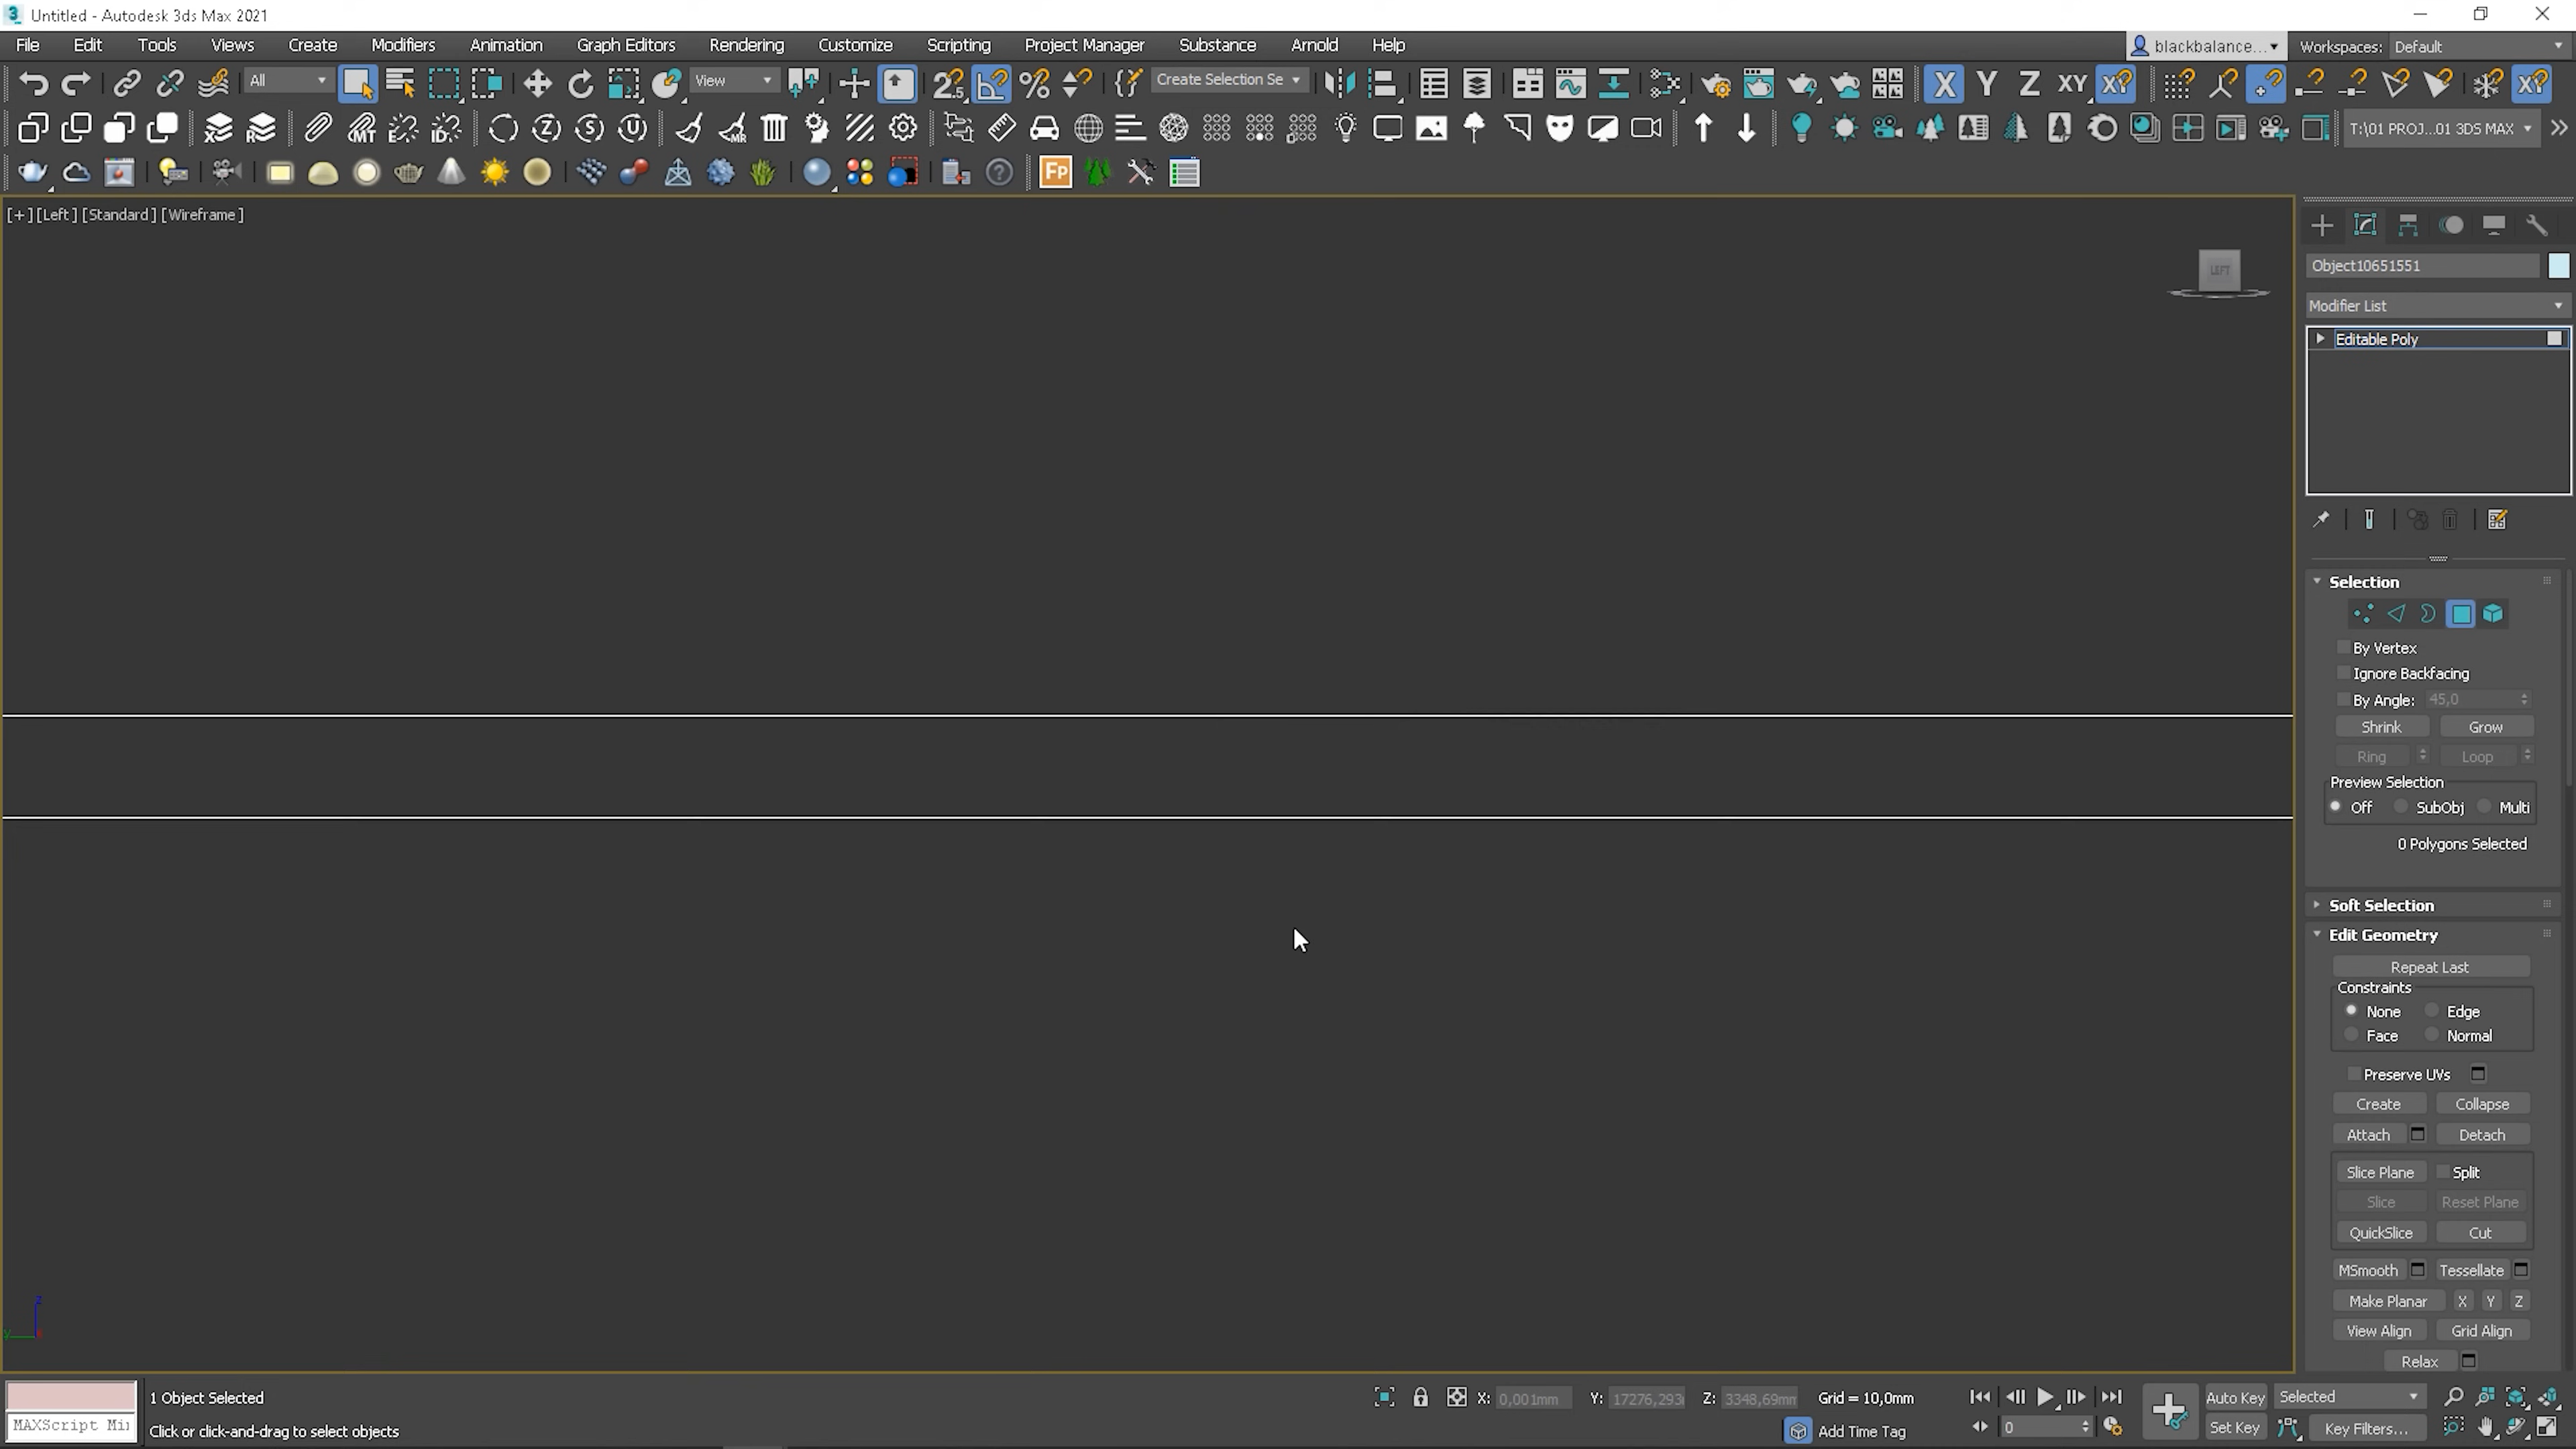 Untitled - Autodesk 3ds Max 2021
File Edit Tools Views Create Modifiers Animation Graph Editors Rendering Customize Scripting Project Manager Substance Arnold Help
blackbalance... Workspaces: Default
All View Create Selection Se X Y Z XY
T:\01 PROJ...01 3DS MAX
Fp
[+][Left][Standard][Wireframe]
LEFT
Object10651551
Modifier List
Editable Poly
Selection
By Vertex
Ignore Backfacing
By Angle: 45,0
Shrink Grow
Ring Loop
Preview Selection
Off SubObj Multi
0 Polygons Selected
Soft Selection
Edit Geometry
Repeat Last
Constraints
None Edge
Face Normal
Preserve UVs
Create Collapse
Attach Detach
Slice Plane Split
Slice Reset Plane
QuickSlice Cut
MSmooth Tessellate
Make Planar X Y Z
View Align Grid Align
Relax
z
y
1 Object Selected
X: 0,001mm Y: 17276,293 Z: 3348,69mm Grid = 10,0mm
Auto Key Selected
MAXScript Mi
Click or click-and-drag to select objects
Add Time Tag
0
Set Key Key Filters...